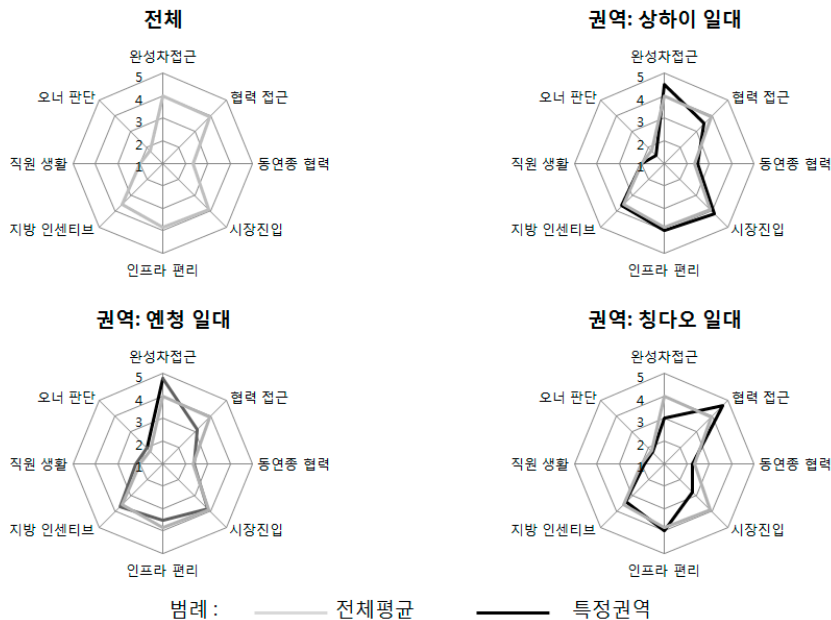 전체
완성차접근
협력 접근
동연종 협력
시장진입
인프라 편리
지방 인센티브
직원 생활
오너 판단
5
4
3
2
1
권역: 상하이 일대
완성차접근
협력 접근
동연종 협력
시장진입
인프라 편리
지방 인센티브
직원 생활
오너 판단
5
4
3
2
1
권역: 옌청 일대
완성차접근
협력 접근
동연종 협력
시장진입
인프라 편리
지방 인센티브
직원 생활
오너 판단
5
4
3
2
1
권역: 칭다오 일대
완성차접근
협력 접근
동연종 협력
시장진입
인프라 편리
지방 인센티브
직원 생활
오너 판단
5
4
3
2
1
범례 : 전체평균 특정권역